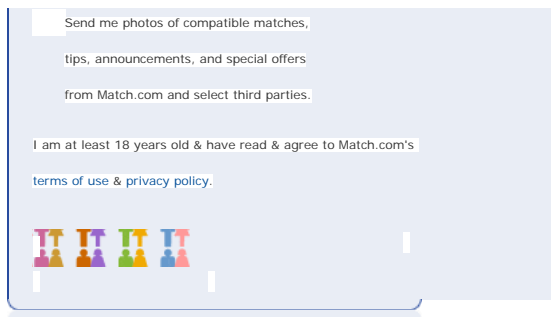 Send me photos of compatible matches,
tips, announcements, and special offers
from Match.com and select third parties.
I am at least 18 years old & have read & agree to Match.com's
terms of use & privacy policy.